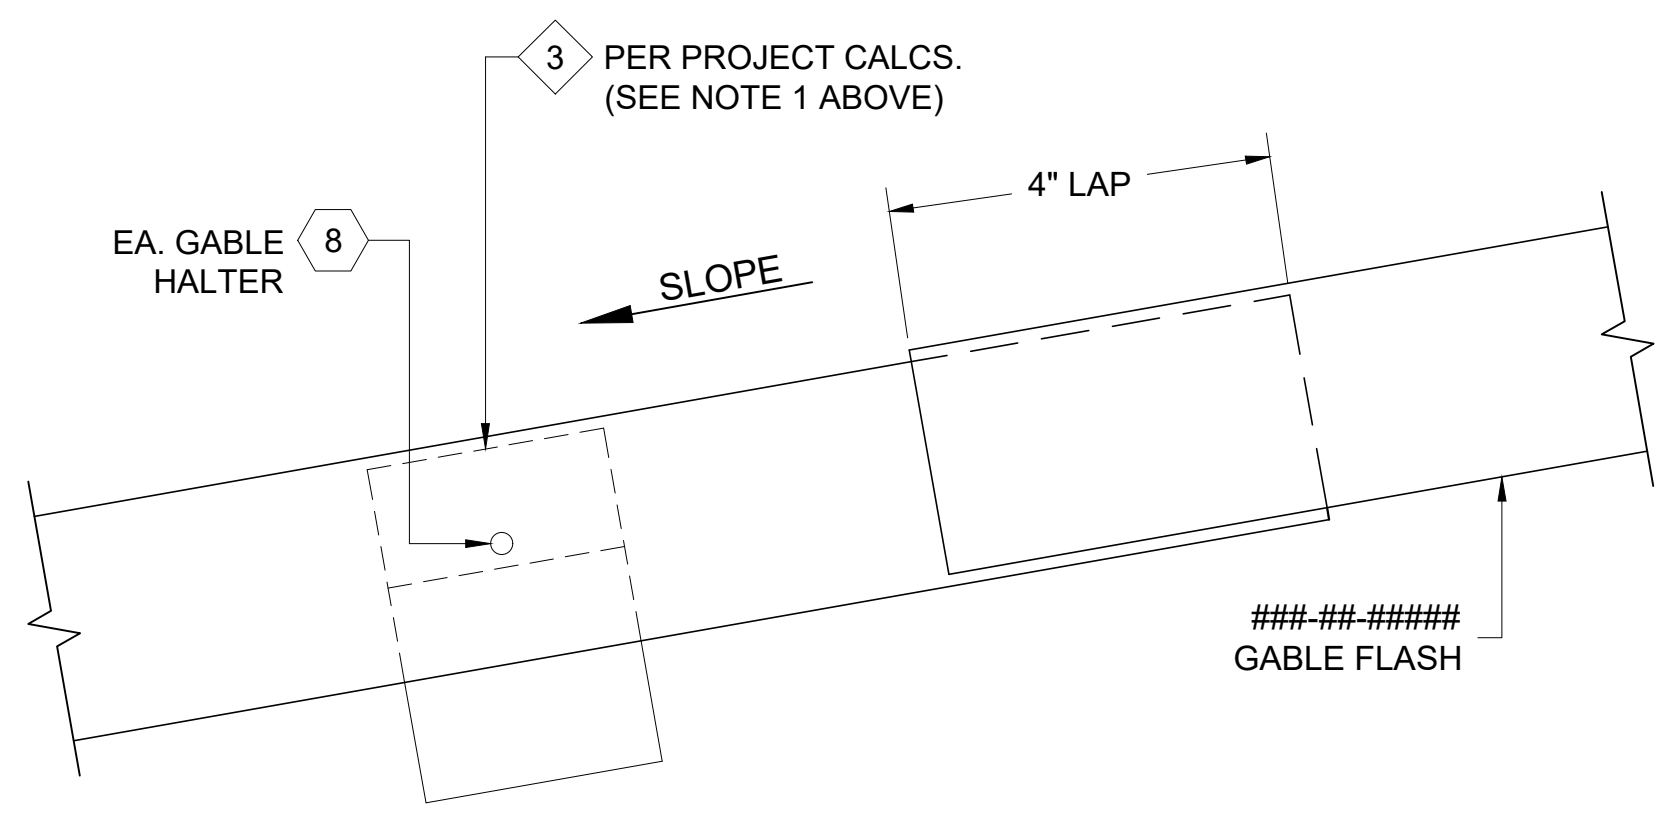 3 PER PROJECT CALCS.
(SEE NOTE 1 ABOVE)
4" LAP
EA. GABLE 8
HALTER
SLOPE
###-##-#####
GABLE FLASH